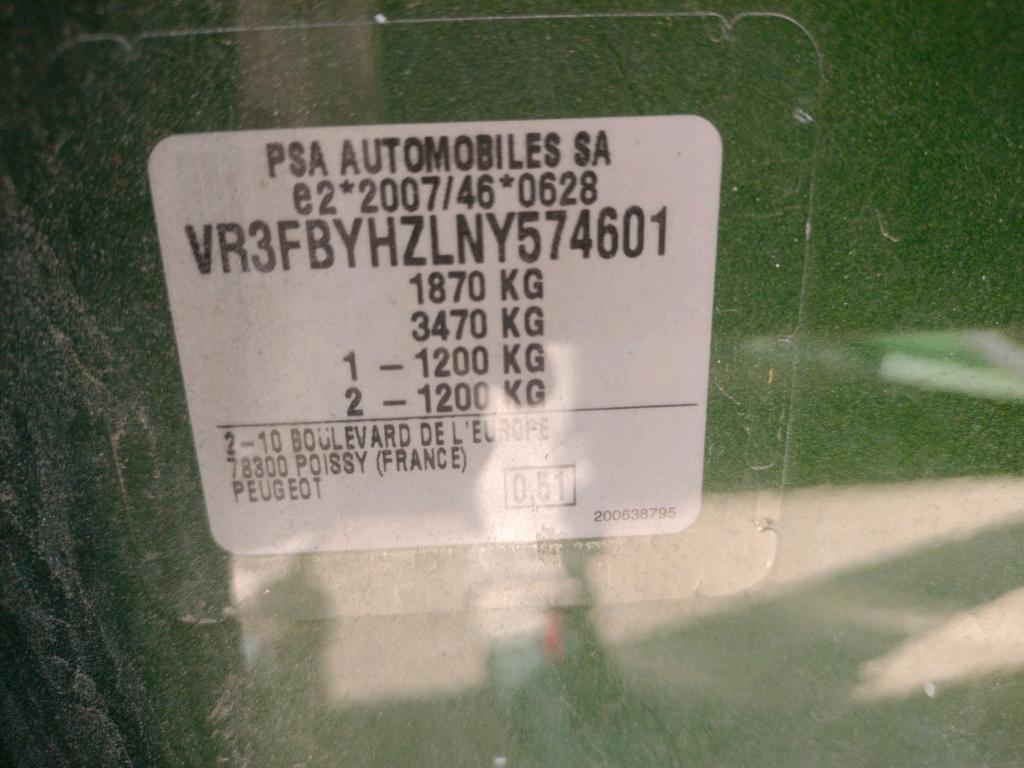 PSA AUTOMOBILES SA
e2*2007/46*0628
VR3FBYHZLNY574601
1870 KG
3470 KG
1 – 1200 KG
2 – 1200 KG
2–10 BOULEVARD DE L'EUROPE
78300 POISSY (FRANCE)
PEUGEOT
0,51
200638795